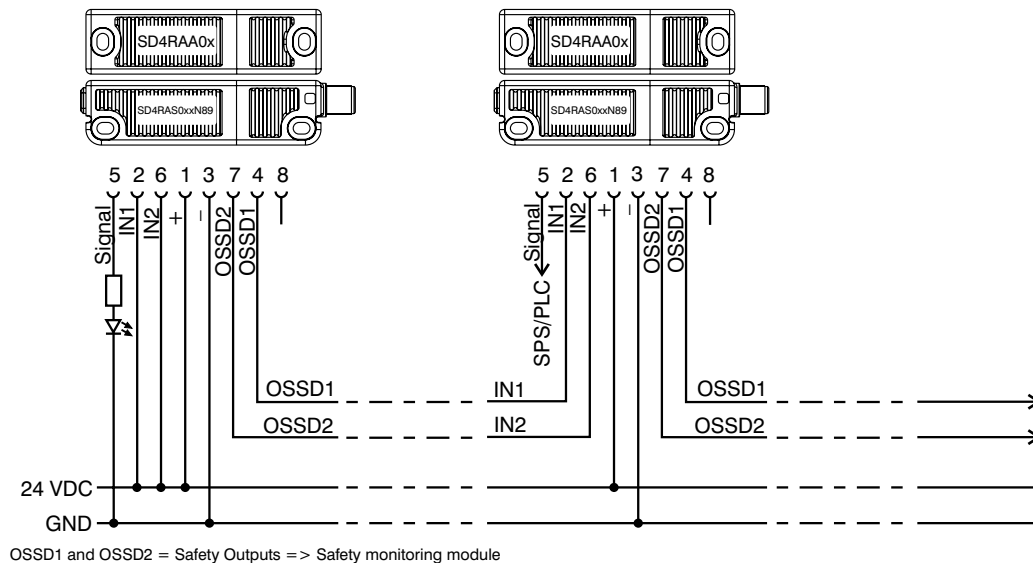 SD4RAA0x SD4RAA0x
SD4RAS0xxN89 SD4RAS0xxN89
5 2 6 1 3 7 4 8 5 2 6 1 3 7 4 8
Signal IN1 IN2 + – OSSD2 OSSD1 Signal IN1 IN2 + – OSSD2 OSSD1
SPS/PLC
OSSD1 IN1 OSSD1
OSSD2 IN2 OSSD2
24 VDC
GND
OSSD1 and OSSD2 = Safety Outputs => Safety monitoring module